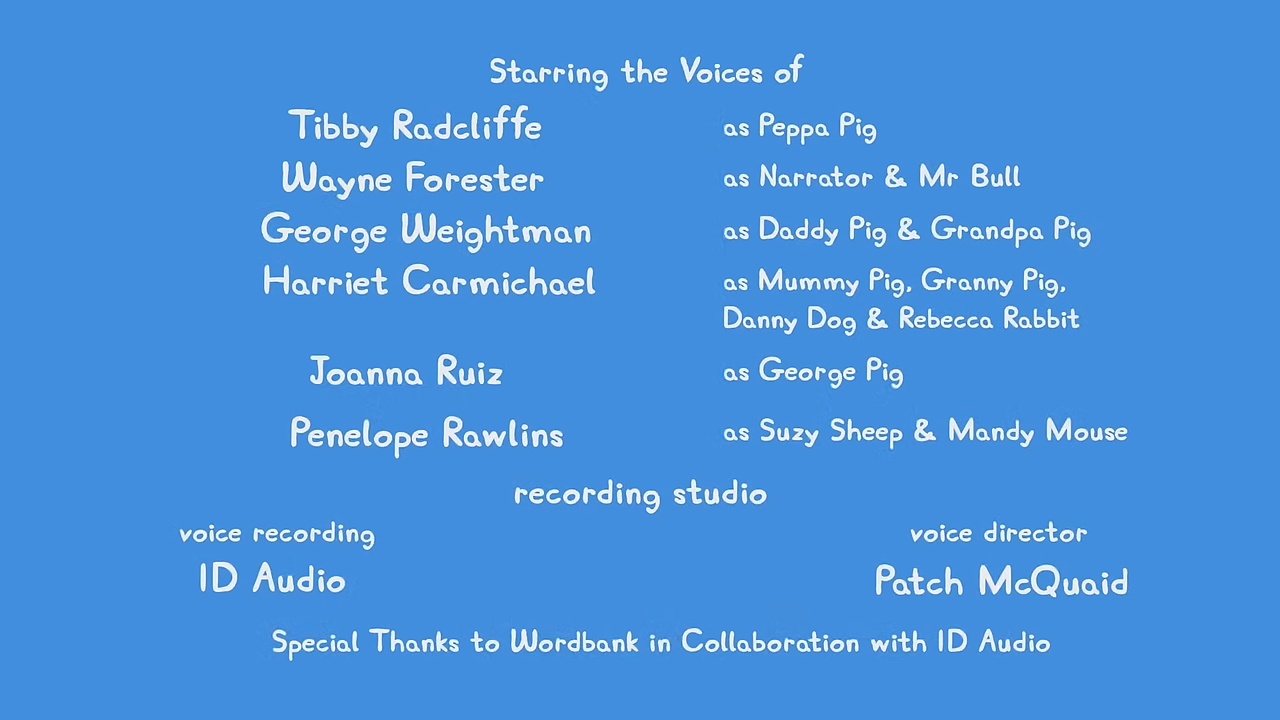 Starring the Voices of
Tibby Radcliffe as Peppa Pig
Wayne Forester as Narrator & Mr Bull
George Weightman as Daddy Pig & Grandpa Pig
Harriet Carmichael as Mummy Pig, Granny Pig,
Danny Dog & Rebecca Rabbit
Joanna Ruiz as George Pig
Penelope Rawlins as Suzy Sheep & Mandy Mouse
recording studio
voice recording voice director
ID Audio Patch McQuaid
Special Thanks to Wordbank in Collaboration with ID Audio